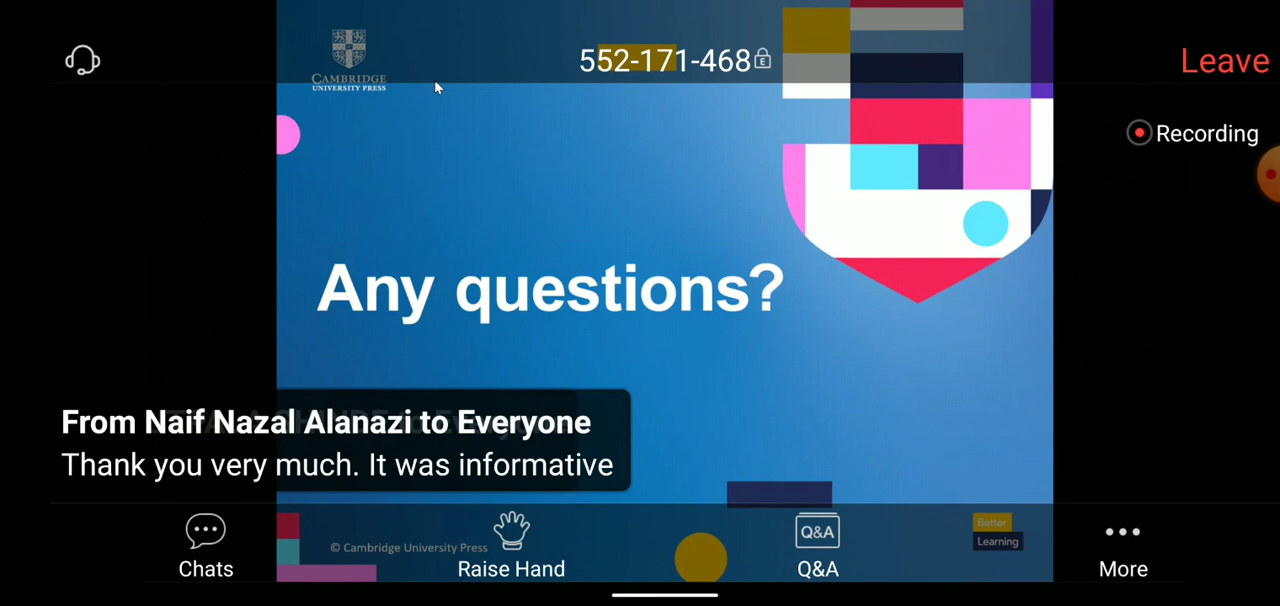 CAMBRIDGE
UNIVERSITY PRESS
552-171-468
E
Leave
Recording
Any questions?
From Naif Nazal Alanazi to Everyone
Thank you very much. It was informative
© Cambridge University Press
Better
Learning
Chats
Raise Hand
Q&A
Q&A
More